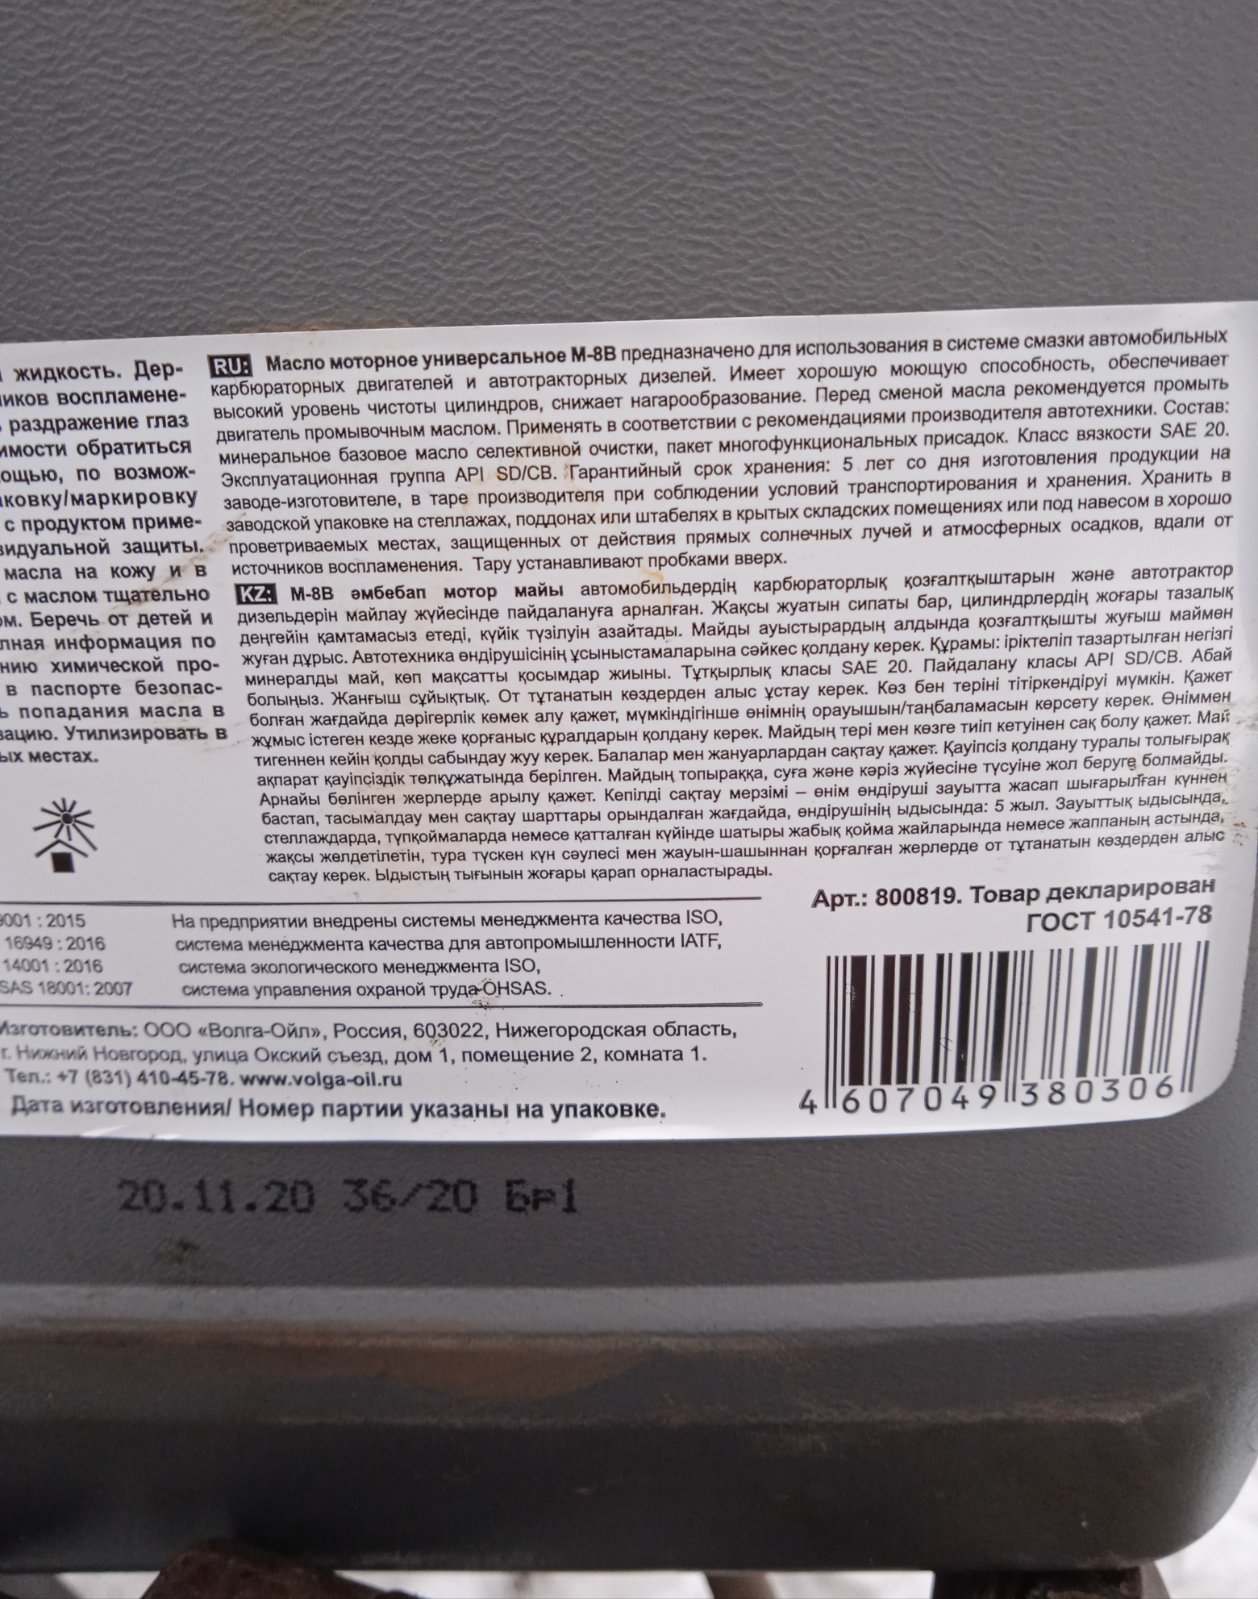 жидкость. Дер-
воспламене-
раздражение глаз
обратиться
по возмож-
с продуктом приме-
защиты.
масла на кожу и в
с маслом тщательно
Беречь от детей и
информация по
химической про-
в паспорте безопас-
попадания масла в
Утилизировать в
местах.
RU: Масло моторное универсальное М-8В предназначено для использования в системе смазки автомобильных
карбюраторных двигателей и автотракторных дизелей. Имеет хорошую моющую способность, обеспечивает
высокий уровень чистоты цилиндров, снижает нагарообразование. Перед сменой масла рекомендуется промыть
двигатель промывочным маслом. Применять в соответствии с рекомендациями производителя автотехники. Состав:
минеральное базовое масло селективной очистки, пакет многофункциональных присадок. Класс вязкости SAE 20.
Эксплуатационная группа API SD/CB. Гарантийный срок хранения: 5 лет со дня изготовления продукции на
заводе-изготовителе, в таре производителя при соблюдении условий транспортирования и хранения. Хранить в
заводской упаковке на стеллажах, поддонах или штабелях в крытых складских помещениях или под навесом в хорошо
проветриваемых местах, защищенных от действия прямых солнечных лучей и атмосферных осадков, вдали от
источников воспламенения. Тару устанавливают пробками вверх.
KZ: М-8В әмбебап мотор майы автомобильдердің карбюраторлық қозғалтқыштарын және автотрактор
дизельдерін майлау жүйесінде пайдалануға арналған. Жақсы жуатын сипаты бар, цилиндрлердің жоғары тазалық
деңгейін қамтамасыз етеді, күйік түзілуін азайтады. Майды ауыстырардың алдында қозғалтқышты жуғыш маймен
жуған дұрыс. Автотехника өндірушісінің ұсыныстамаларына сәйкес қолдану керек. Құрамы: іріктеліп тазартылған негізгі
минералды май, көп мақсатты қосымдар жиыны. Тұтқырлық класы SAE 20. Пайдалану класы API SD/CB. Абай
болыңыз. Жанғыш сұйықтық. От тұтанатын көздерден алыс ұстау керек. Көз бен теріні тітіркендіруі мүмкін. Қажет
болған жағдайда дәрігерлік көмек алу қажет, мүмкіндігінше өнімнің орауышын/таңбаламасын көрсету керек. Өніммен
жұмыс істеген кезде жеке қорғаныс құралдарын қолдану керек. Майдың тері мен көзге тиіп кетуінен сақ болу қажет. Май
тигеннен кейін қолды сабындау жуу керек. Балалар мен жануарлардан сақтау қажет. Қауіпсіз қолдану туралы толығырақ
ақпарат қауіпсіздік төлқұжатында берілген. Майдың топыраққа, суға және кәріз жүйесіне түсуіне жол беруге болмайды.
Арнайы бөлінген жерлерде арылу қажет. Кепілді сақтау мерзімі – өнім өндіруші зауытта жасап шығарылған күннен
бастап, тасымалдау мен сақтау шарттары орындалған жағдайда, өндірушінің ыдысында: 5 жыл. Зауыттық ыдысында,
стеллаждарда, түпқоймаларда немесе қатталған күйінде шатыры жабық қойма жайларында немесе жаппаның астында,
жақсы желдетілетін, тура түскен күн сәулесі мен жауын-шашыннан қорғалған жерлерде от тұтанатын көздерден алыс
сақтау керек. Ыдыстың тығынын жоғары қарап орналастырады.
Арт.: 800819. Товар декларирован
ГОСТ 10541-78
9001 : 2015
16949 : 2016
14001 : 2016
18001: 2007
На предприятии внедрены системы менеджмента качества ISO,
система менеджмента качества для автопромышленности IATF,
система экологического менеджмента ISO,
система управления охраной труда OHSAS.
Изготовитель: ООО «Волга-Ойл», Россия, 603022, Нижегородская область,
г. Нижний Новгород, улица Окский съезд, дом 1, помещение 2, комната 1.
Тел.: +7 (831) 410-45-78. www.volga-oil.ru
Дата изготовления/ Номер партии указаны на упаковке.
4 607049 380306
20.11.20 36/20 Бр1